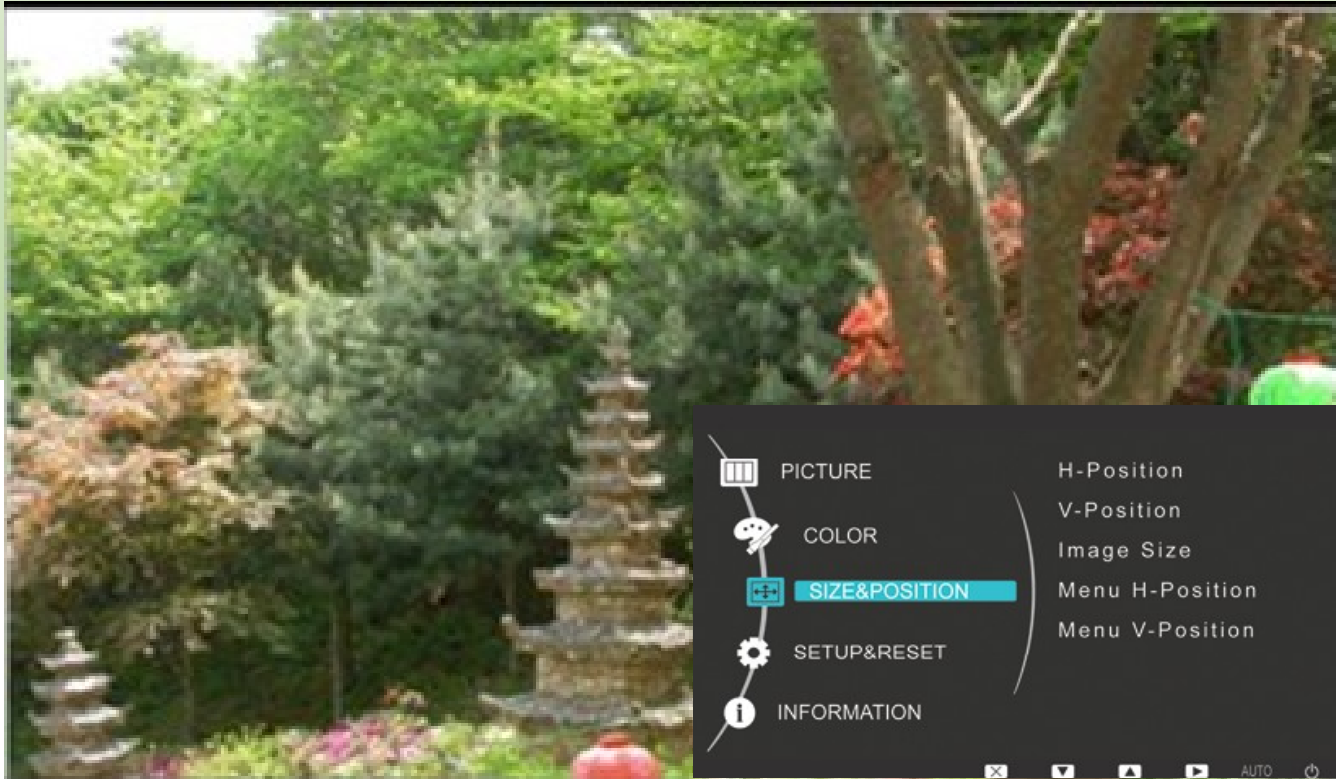 PICTURE
COLOR
SIZE&POSITION
SETUP&RESET
INFORMATION
H-Position
V-Position
Image Size
Menu H-Position
Menu V-Position
AUTO